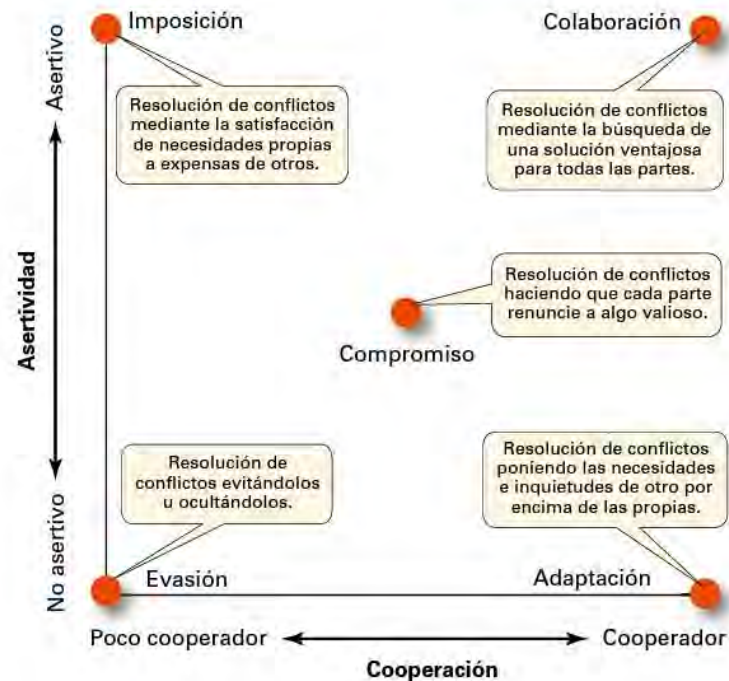 Imposición
Colaboración
Asertivo
Resolución de conflictos
mediante la satisfacción
de necesidades propias
a expensas de otros.
Resolución de conflictos
mediante la búsqueda de
una solución ventajosa
para todas las partes.
Asertividad
Resolución de conflictos
haciendo que cada parte
renuncie a algo valioso.
Compromiso
Resolución de
conflictos evitándolos
u ocultándolos.
Resolución de conflictos
poniendo las necesidades
e inquietudes de otro por
encima de las propias.
No asertivo
Evasión
Adaptación
Poco cooperador
Cooperador
Cooperación